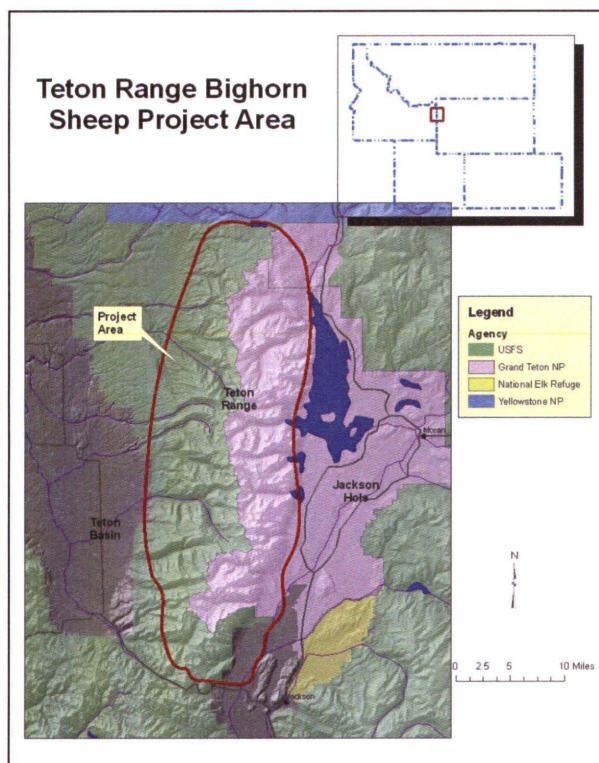 Teton Range Bighorn
Sheep Project Area
Project
Area
Teton
Range
Teton
Basin
Jackson
Hole
Moran
Jackson
Legend
Agency
USFS
Grand Teton NP
National Elk Refuge
Yellowstone NP
N
0 2.5 5 10 Miles